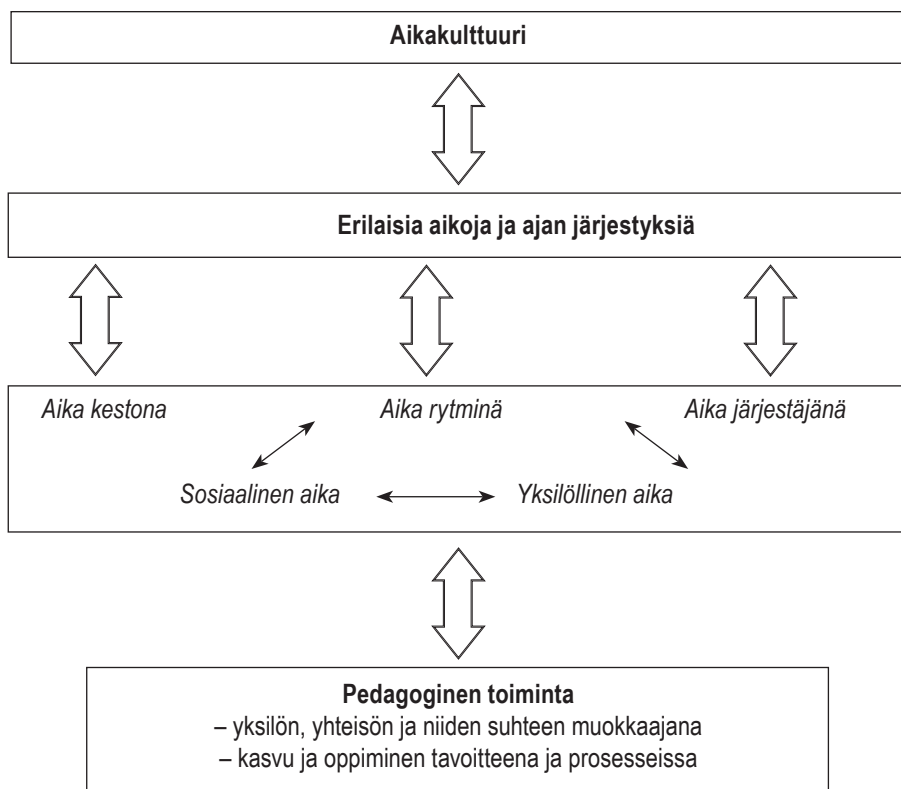 Aikakulttuuri
Erilaisia aikoja ja ajan järjestyksiä
Aika kestona Aika rytminä Aika järjestäjänä
Sosiaalinen aika Yksilöllinen aika
Pedagoginen toiminta
– yksilön, yhteisön ja niiden suhteen muokkaajana
– kasvu ja oppiminen tavoitteena ja prosesseissa